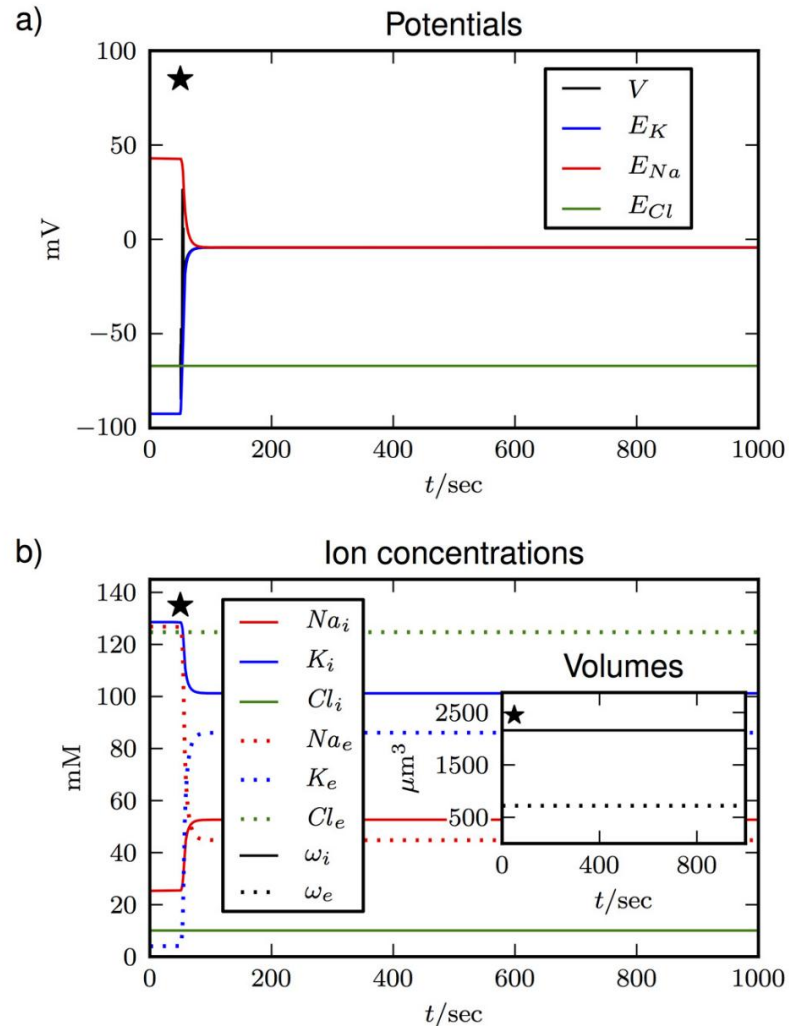 a)
Potentials
100
50
0
−50
−100
mV
V
E_K
E_Na
E_Cl
0 200 400 600 800 1000
t/sec
b)
Ion concentrations
140
120
100
80
60
40
20
0
mM
Na_i
K_i
Cl_i
Na_e
K_e
Cl_e
ω_i
ω_e
Volumes
2500
1500
500
μm³
0 400 800
t/sec
0 200 400 600 800 1000
t/sec